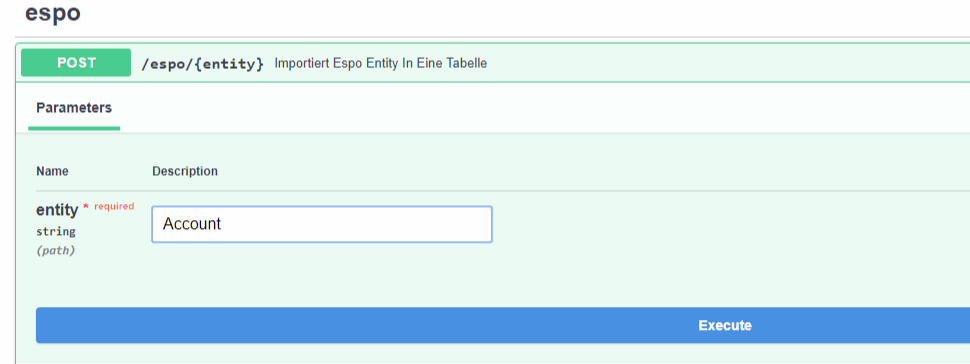 espo
POST /espo/{entity} Importiert Espo Entity In Eine Tabelle
Parameters
Name Description
entity * required
string
(path)
Account
Execute